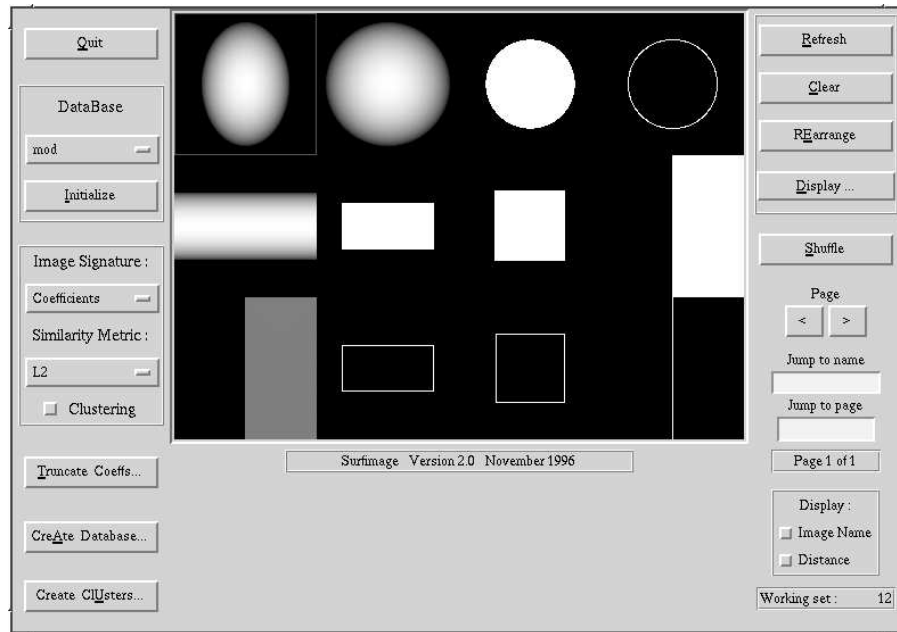 Quit
DataBase
mod
Initialize
Image Signature :
Coefficients
Similarity Metric :
L2
Clustering
Truncate Coeffs...
CreAte Database...
Create ClUsters...
Surfimage Version 2.0 November 1996
Refresh
Clear
REarrange
Display ...
Shuffle
Page
< >
Jump to name
Jump to page
Page 1 of 1
Display :
Image Name
Distance
Working set : 12